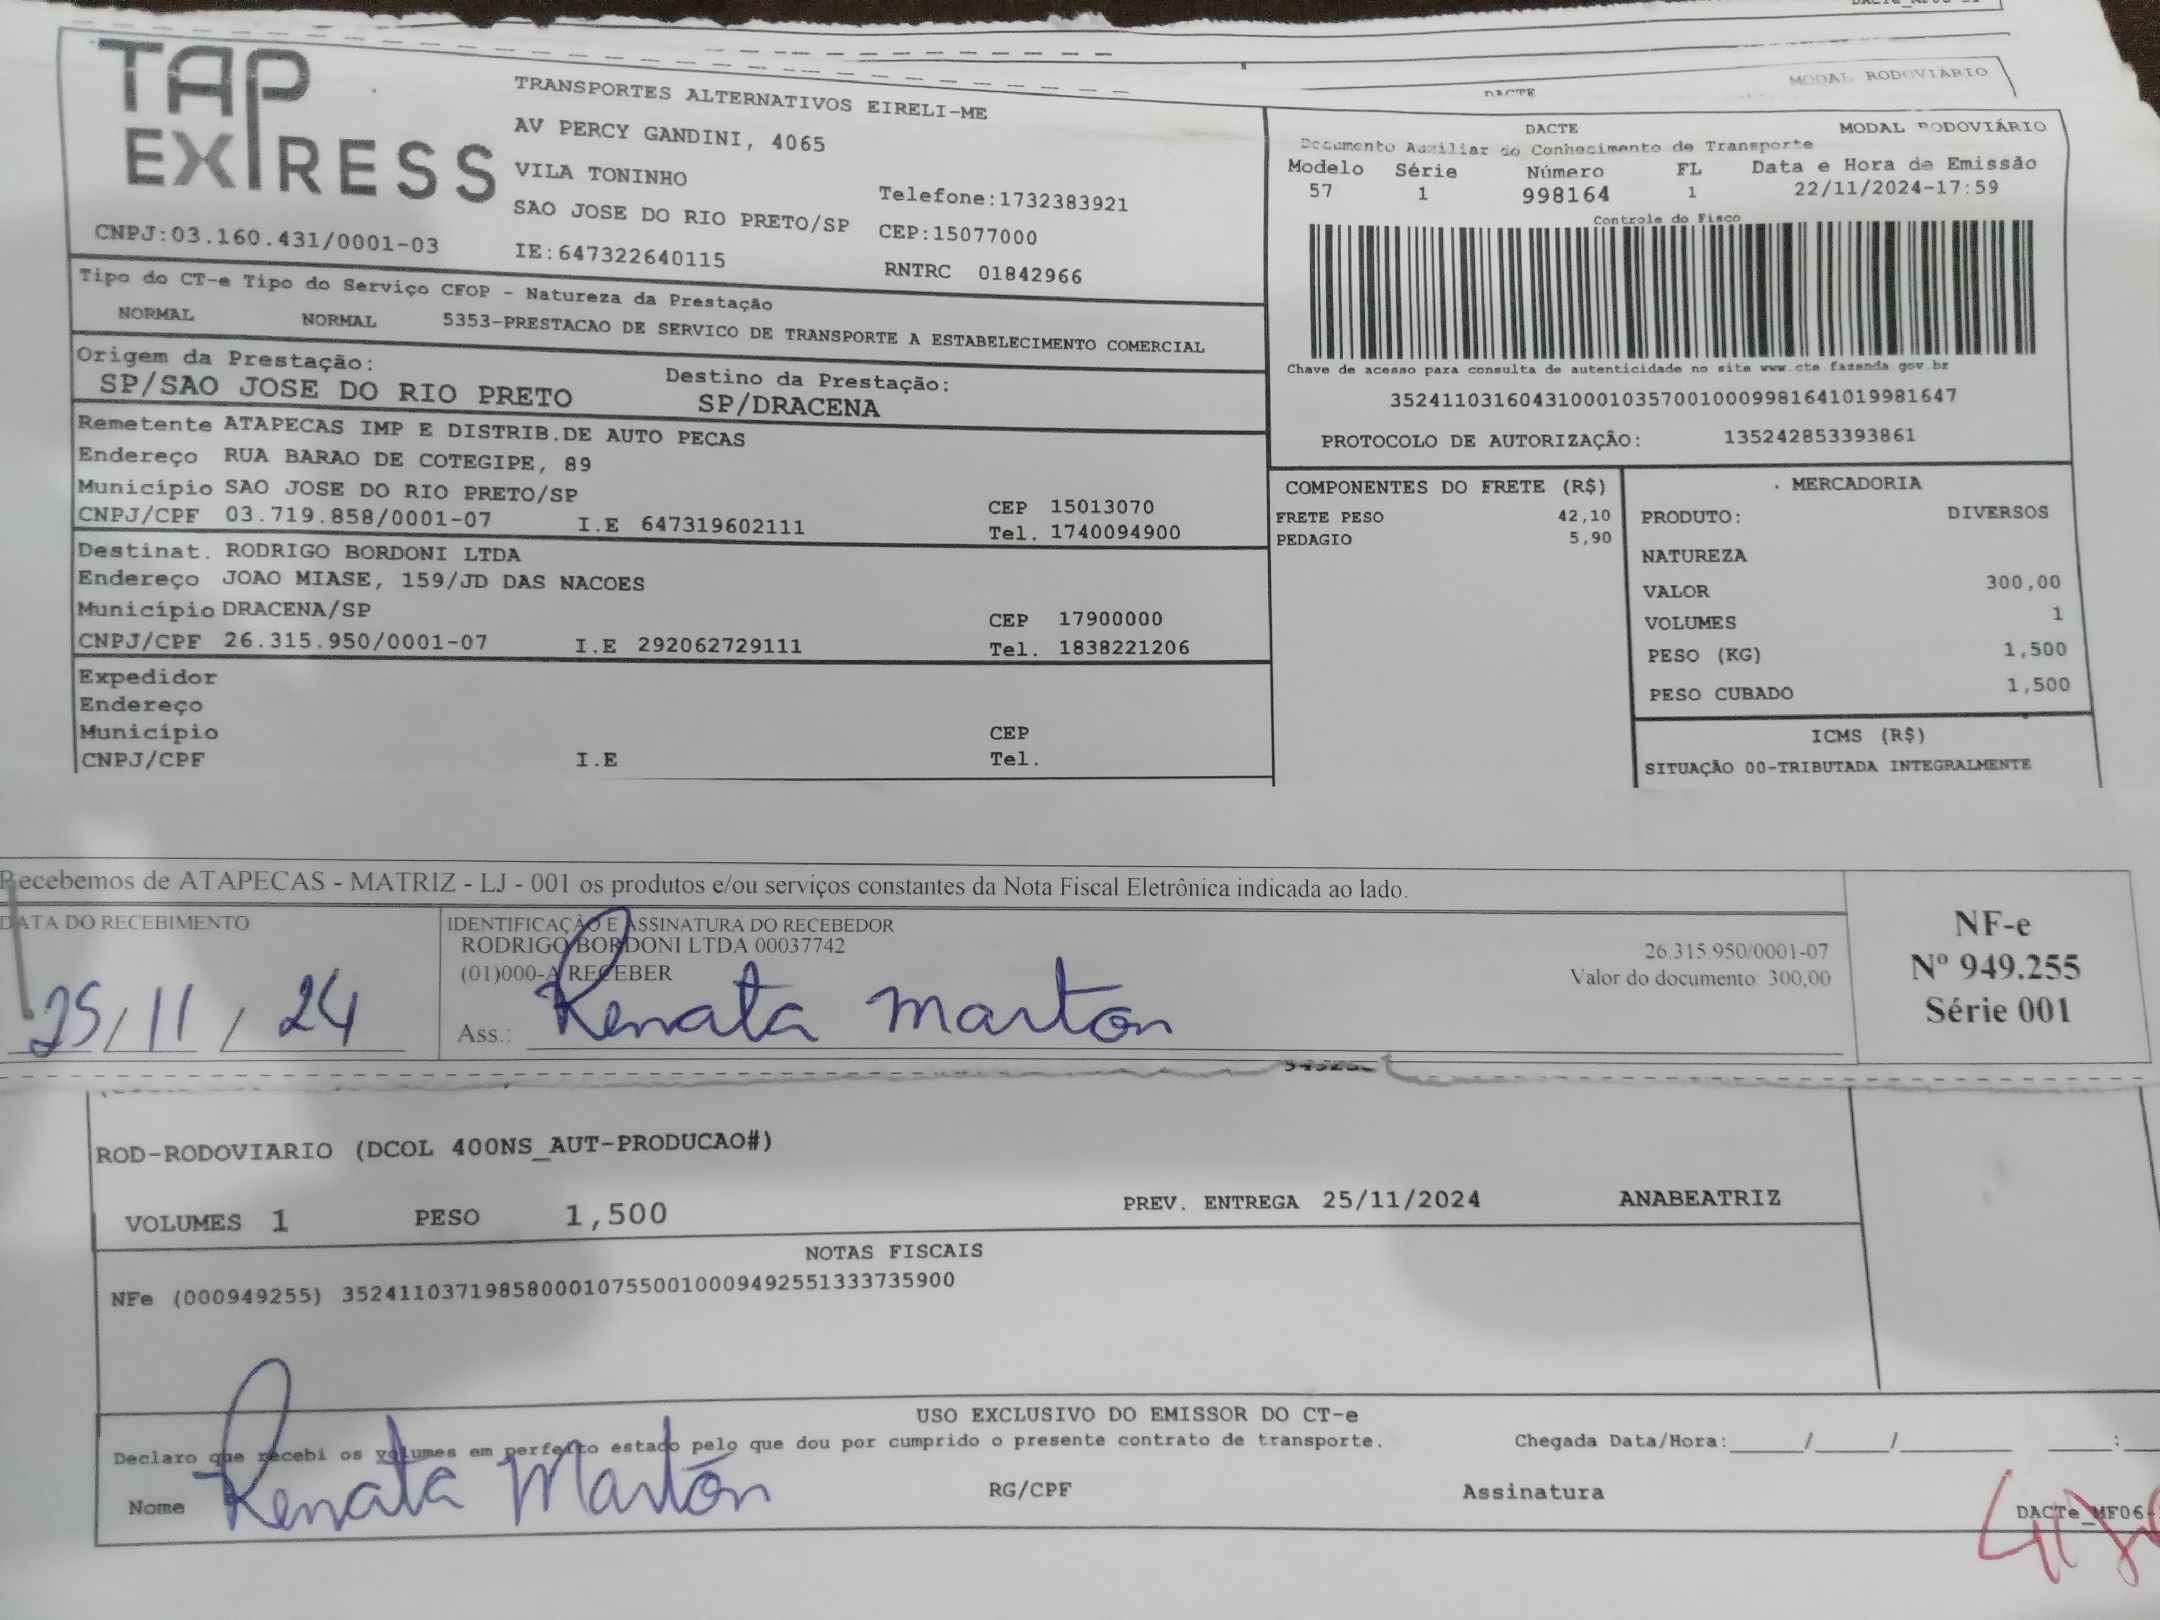 TAP EXPRESS
TRANSPORTES ALTERNATIVOS EIRELI-ME
AV PERCY GANDINI, 4065
VILA TONINHO
Telefone:1732383921
SAO JOSE DO RIO PRETO/SP CEP:15077000
CNPJ:03.160.431/0001-03 IE:647322640115 RNTRC 01842966
DACTE MODAL RODOVIÁRIO
DACTE MODAL RODOVIÁRIO
Documento Auxiliar do Conhecimento de Transporte
Modelo Série Número FL Data e Hora de Emissão
57 1 998164 1 22/11/2024-17:59
Controle do Fisco
Chave de acesso para consulta de autenticidade no site www.cte.fazenda.gov.br
35241103160431000103570010009981641019981647
PROTOCOLO DE AUTORIZAÇÃO: 135242853393861
Tipo do CT-e Tipo do Serviço CFOP - Natureza da Prestação
NORMAL NORMAL 5353-PRESTACAO DE SERVICO DE TRANSPORTE A ESTABELECIMENTO COMERCIAL
Origem da Prestação: Destino da Prestação:
SP/SAO JOSE DO RIO PRETO SP/DRACENA
Remetente ATAPECAS IMP E DISTRIB.DE AUTO PECAS
Endereço RUA BARAO DE COTEGIPE, 89
Município SAO JOSE DO RIO PRETO/SP CEP 15013070
CNPJ/CPF 03.719.858/0001-07 I.E 647319602111 Tel. 1740094900
Destinat. RODRIGO BORDONI LTDA
Endereço JOAO MIASE, 159/JD DAS NACOES
Município DRACENA/SP CEP 17900000
CNPJ/CPF 26.315.950/0001-07 I.E 292062729111 Tel. 1838221206
Expedidor
Endereço
Município CEP
CNPJ/CPF I.E Tel.
COMPONENTES DO FRETE (R$)
FRETE PESO 42,10
PEDAGIO 5,90
MERCADORIA
PRODUTO: DIVERSOS
NATUREZA
VALOR 300,00
VOLUMES 1
PESO (KG) 1,500
PESO CUBADO 1,500
ICMS (R$)
SITUAÇÃO 00-TRIBUTADA INTEGRALMENTE
Recebemos de ATAPECAS - MATRIZ - LJ - 001 os produtos e/ou serviços constantes da Nota Fiscal Eletrônica indicada ao lado.
DATA DO RECEBIMENTO IDENTIFICAÇÃO E ASSINATURA DO RECEBEDOR
RODRIGO BORDONI LTDA 00037742 26.315.950/0001-07
(01)000-A RECEBER Valor do documento 300,00
25/11/24 Ass.: Renata Marton
NF-e
Nº 949.255
Série 001
ROD-RODOVIARIO (DCOL 400NS_AUT-PRODUCAO#)
VOLUMES 1 PESO 1,500 PREV. ENTREGA 25/11/2024 ANABEATRIZ
NOTAS FISCAIS
NFe (000949255) 35241103719858000107550010009492551333735900
USO EXCLUSIVO DO EMISSOR DO CT-e
Declaro que recebi os volumes em perfeito estado pelo que dou por cumprido o presente contrato de transporte. Chegada Data/Hora:_____/_____/________ ____:__
Nome Renata Marton RG/CPF Assinatura
DACTe_MF06-